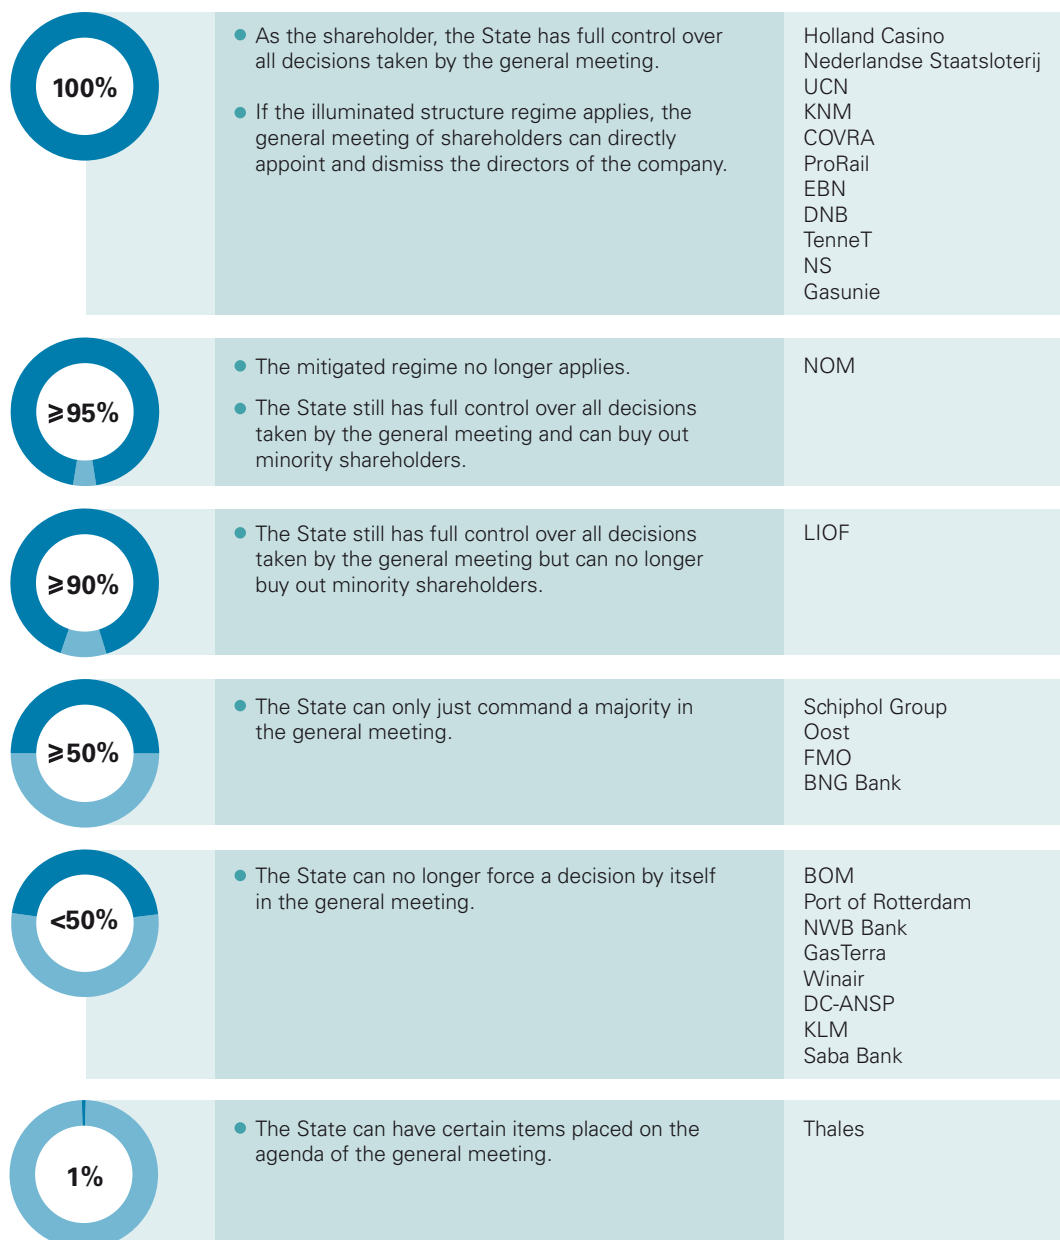 100%
As the shareholder, the State has full control over
all decisions taken by the general meeting.
If the illuminated structure regime applies, the
general meeting of shareholders can directly
appoint and dismiss the directors of the company.
Holland Casino
Nederlandse Staatsloterij
UCN
KNM
COVRA
ProRail
EBN
DNB
TenneT
NS
Gasunie
⩾95%
The mitigated regime no longer applies.
The State still has full control over all decisions
taken by the general meeting and can buy out
minority shareholders.
NOM
⩾90%
The State still has full control over all decisions
taken by the general meeting but can no longer
buy out minority shareholders.
LIOF
⩾50%
The State can only just command a majority in
the general meeting.
Schiphol Group
Oost
FMO
BNG Bank
<50%
The State can no longer force a decision by itself
in the general meeting.
BOM
Port of Rotterdam
NWB Bank
GasTerra
Winair
DC-ANSP
KLM
Saba Bank
1%
The State can have certain items placed on the
agenda of the general meeting.
Thales